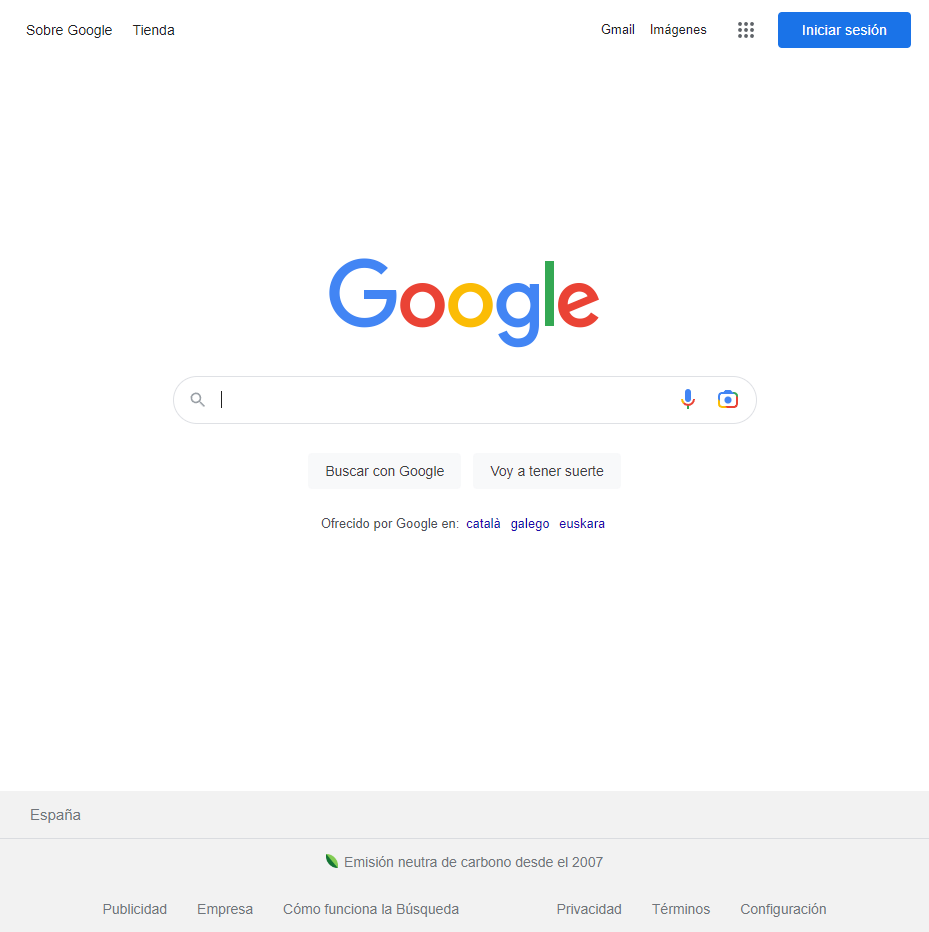 Sobre Google Tienda Gmail Imágenes Iniciar sesión
Google
Buscar con Google Voy a tener suerte
Ofrecido por Google en: català galego euskara
España
Emisión neutra de carbono desde el 2007
Publicidad Empresa Cómo funciona la Búsqueda Privacidad Términos Configuración